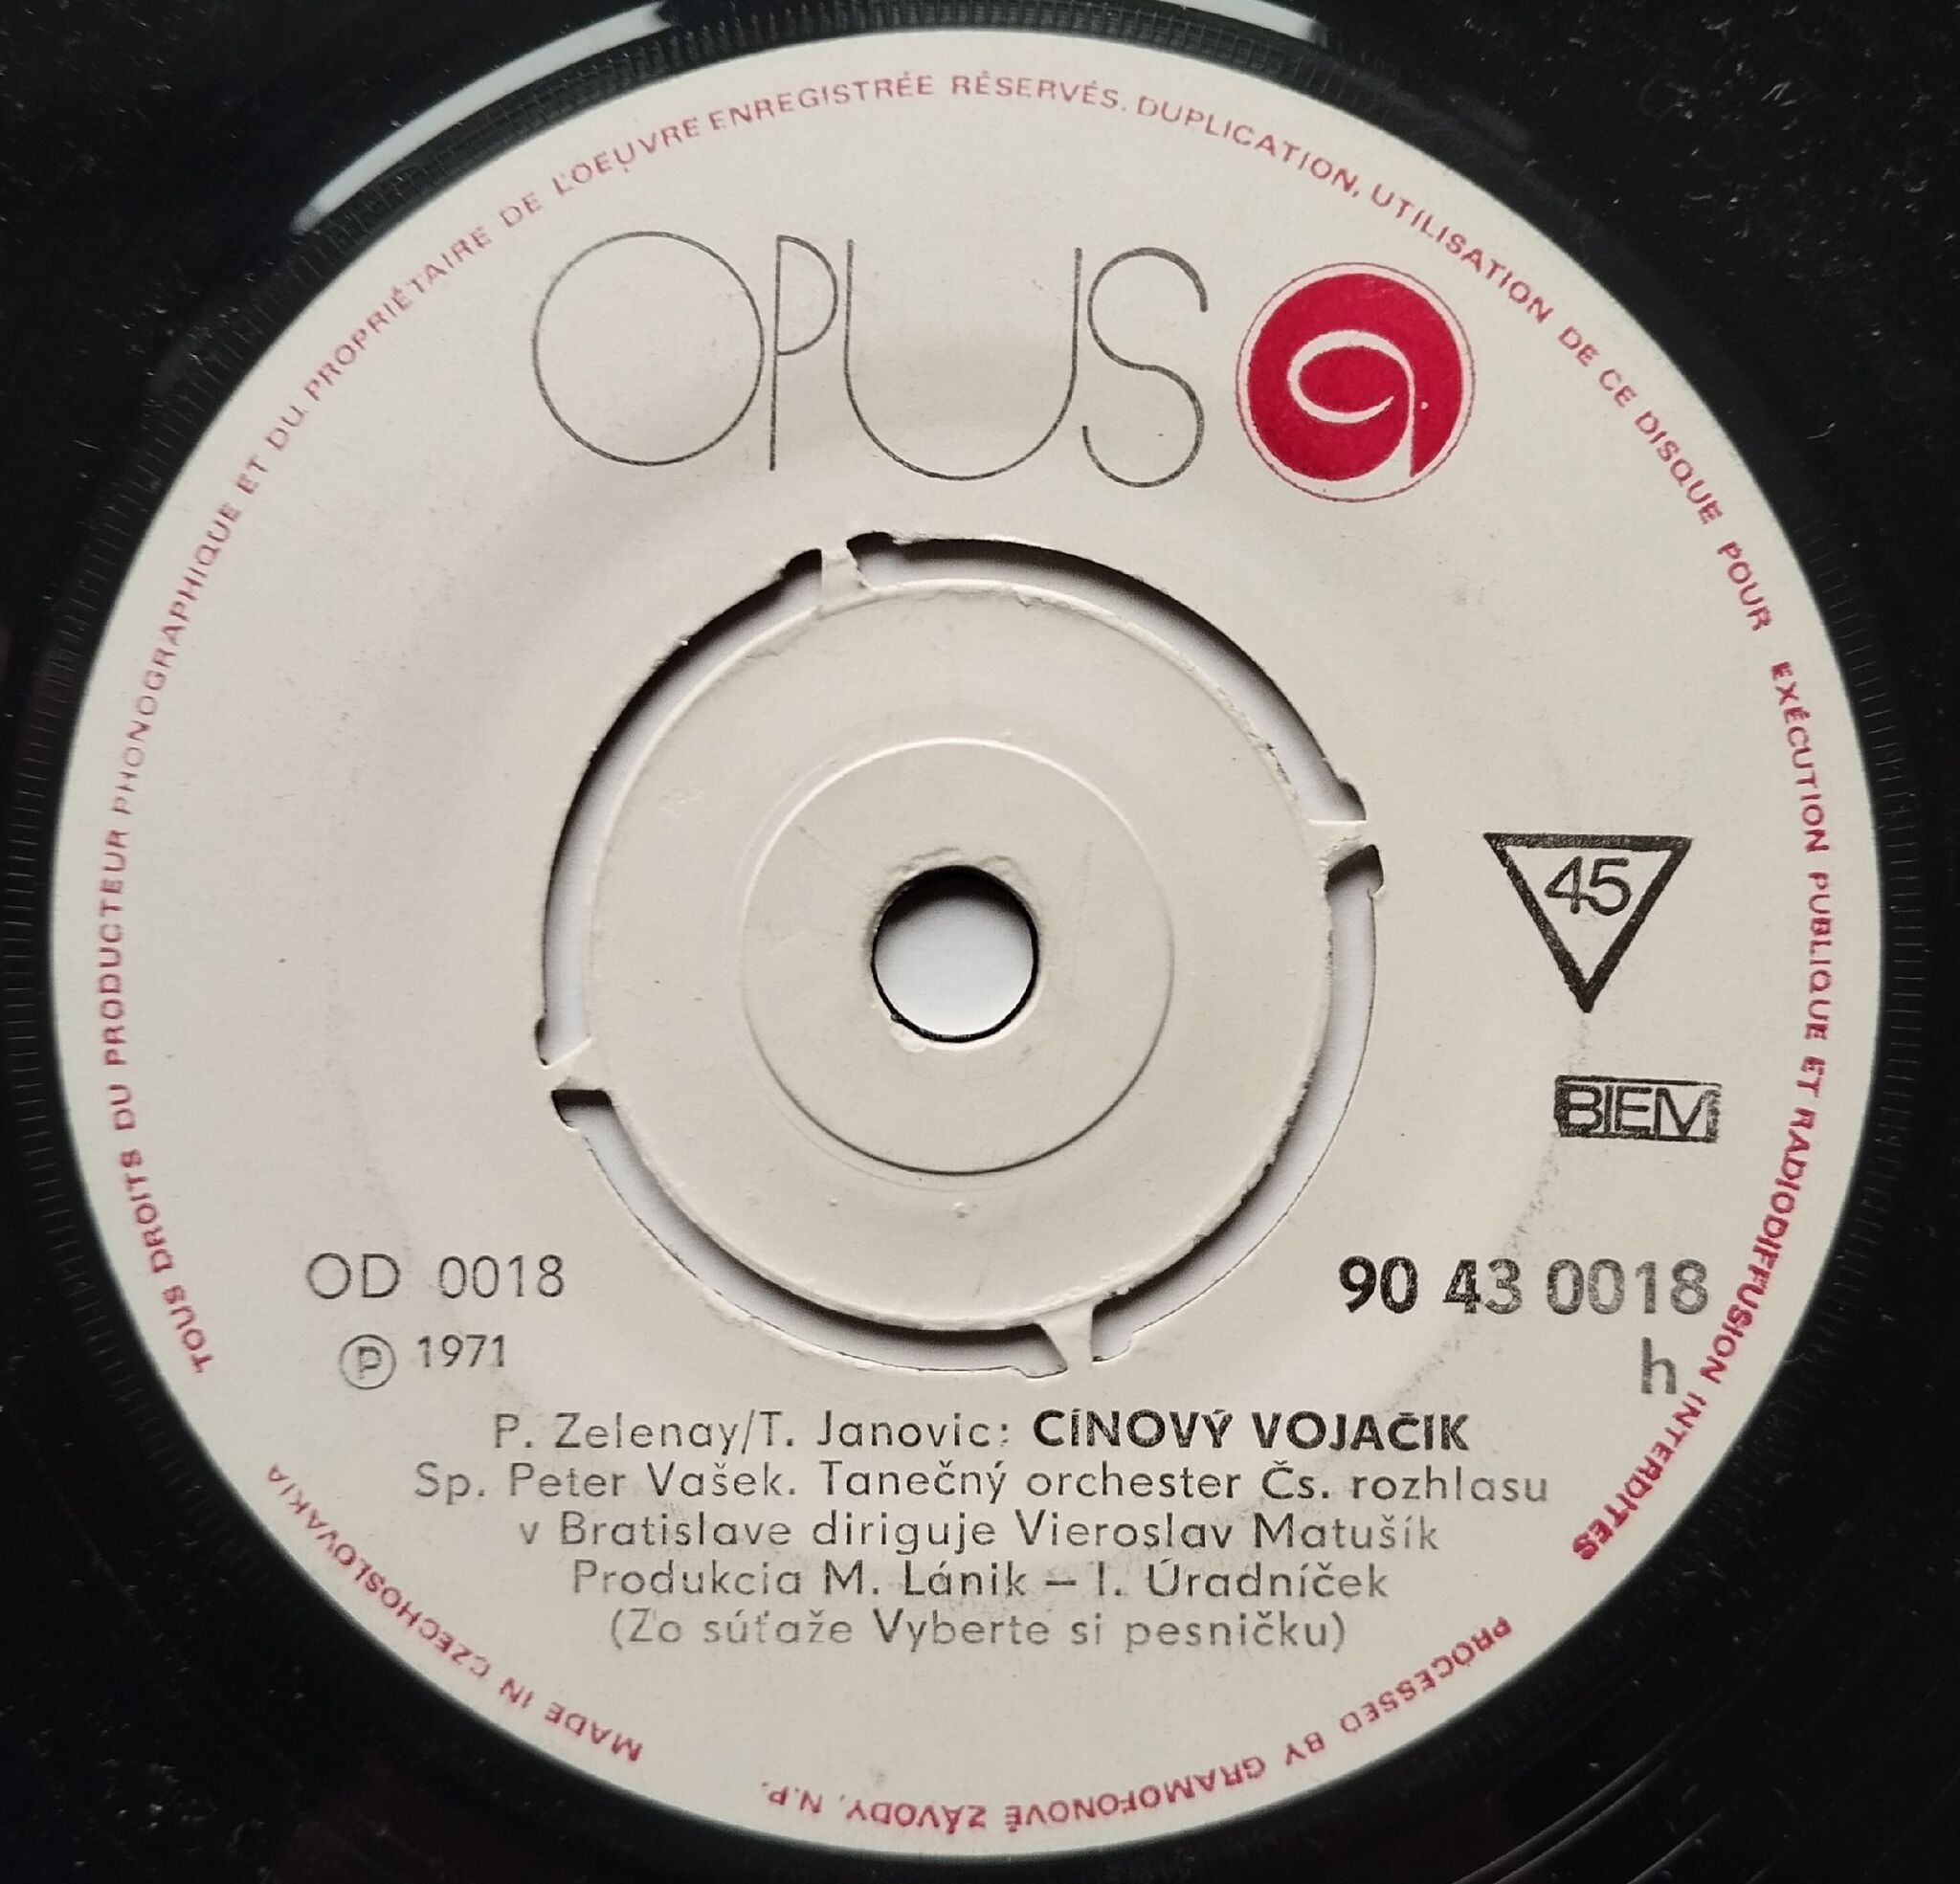 TOUS DROITS DU PRODUCTEUR PHONOGRAPHIQUE ET DU PROPRIÉTAIRE DE L'OEUVRE ENREGISTRÉE RÉSERVÉS. DUPLICATION, UTILISATION DE CE DISQUE POUR EXÉCUTION PUBLIQUE ET RADIODIFFUSION INTERDITES
OPUS
45
BIEM
OD 0018
90 43 0018
Ⓟ 1971
h
P. Zelenay/T. Janovic: CÍNOVÝ VOJAČIK
Sp. Peter Vašek. Tanečný orchester Čs. rozhlasu
v Bratislave diriguje Vieroslav Matušík
Produkcia M. Lánik – I. Úradníček
(Zo súťaže Vyberte si pesničku)
PROCESSED BY GRAMOFONOVÉ ZÁVODY, N.P.
MADE IN CZECHOSLOVAKIA